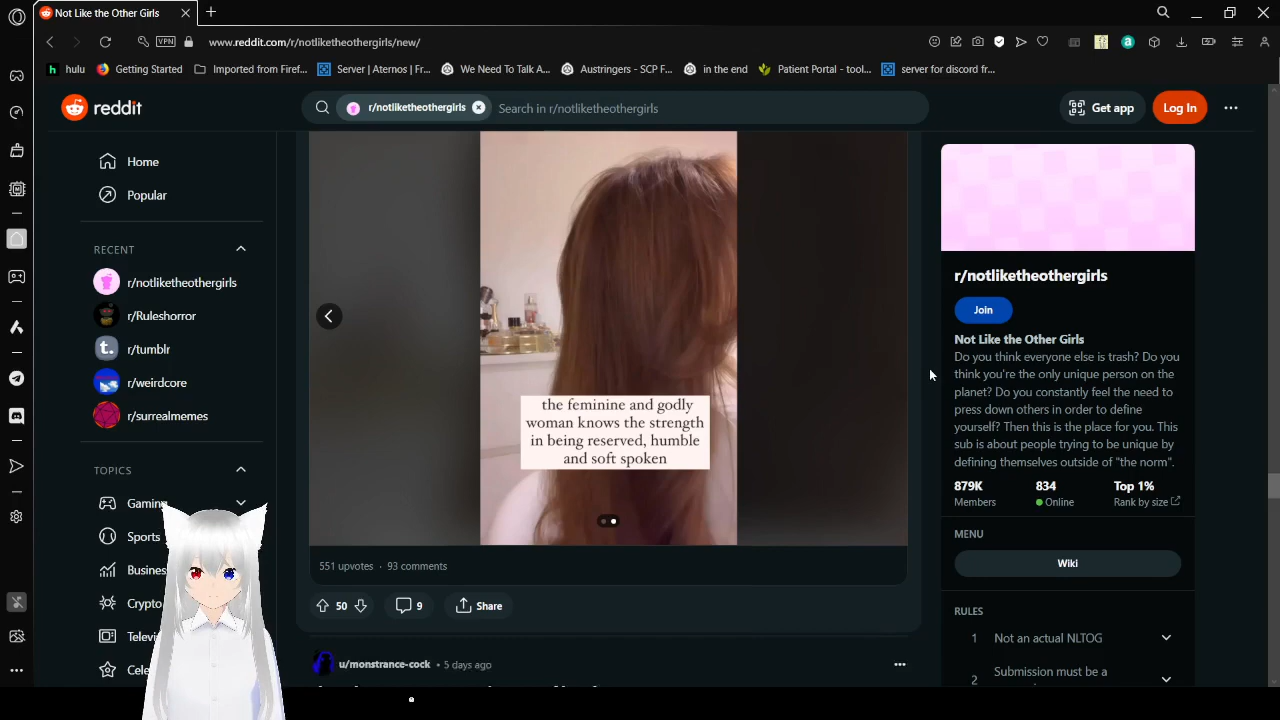 Not Like the Other Girls
VPN
www.reddit.com/r/notliketheothergirls/new/
hulu
Getting Started
Imported from Firef...
Server | Aternos | Fr...
We Need To Talk A...
Austringers - SCP F...
in the end
Patient Portal - tool...
server for discord fr...
reddit
r/notliketheothergirls
Search in r/notliketheothergirls
Get app
Log In
Home
Popular
RECENT
r/notliketheothergirls
r/Ruleshorror
r/tumblr
r/weirdcore
r/surrealmemes
TOPICS
Gaming
Sports
Busines
Crypto
Televi
Cele
the feminine and godly
woman knows the strength
in being reserved, humble
and soft spoken
551 upvotes · 93 comments
50
9
Share
u/monstrance-cock • 5 days ago
r/notliketheothergirls
Join
Not Like the Other Girls
Do you think everyone else is trash? Do you
think you're the only unique person on the
planet? Do you constantly feel the need to
press down others in order to define
yourself? Then this is the place for you. This
sub is about people trying to be unique by
defining themselves outside of "the norm".
879K 834 Top 1%
Members Online Rank by size
MENU
Wiki
RULES
1 Not an actual NLTOG
2 Submission must be a